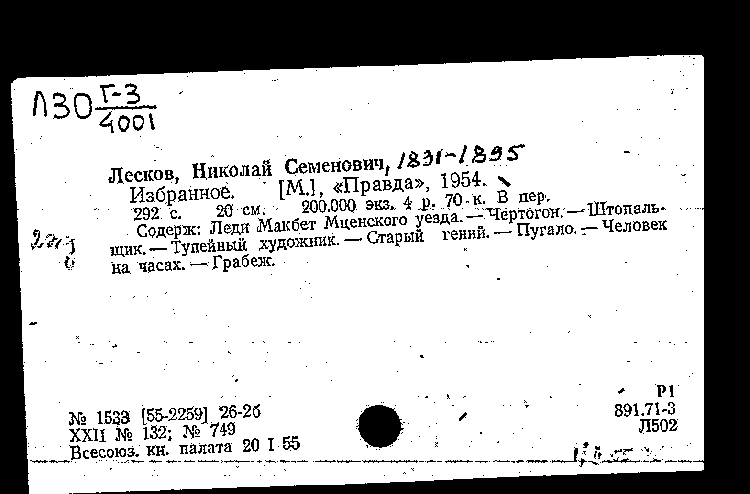 Л30 Г-3
4001
Лесков, Николай Семенович, 1831-1895
Избранное. [М.], «Правда», 1954.
292 с. 20 см. 200.000 экз. 4 р. 70 к. В пер.
Содерж: Леди Макбет Мценского уезда. — Чертогон. — Штопаль-
щик. — Тупейный художник. — Старый гений. — Пугало. — Человек
на часах. — Грабеж.
Р1
№ 1533 [55-2259] 26-26 891.71-3
XXII № 132; № 749 Л502
Всесоюз. кн. палата 20 I 55